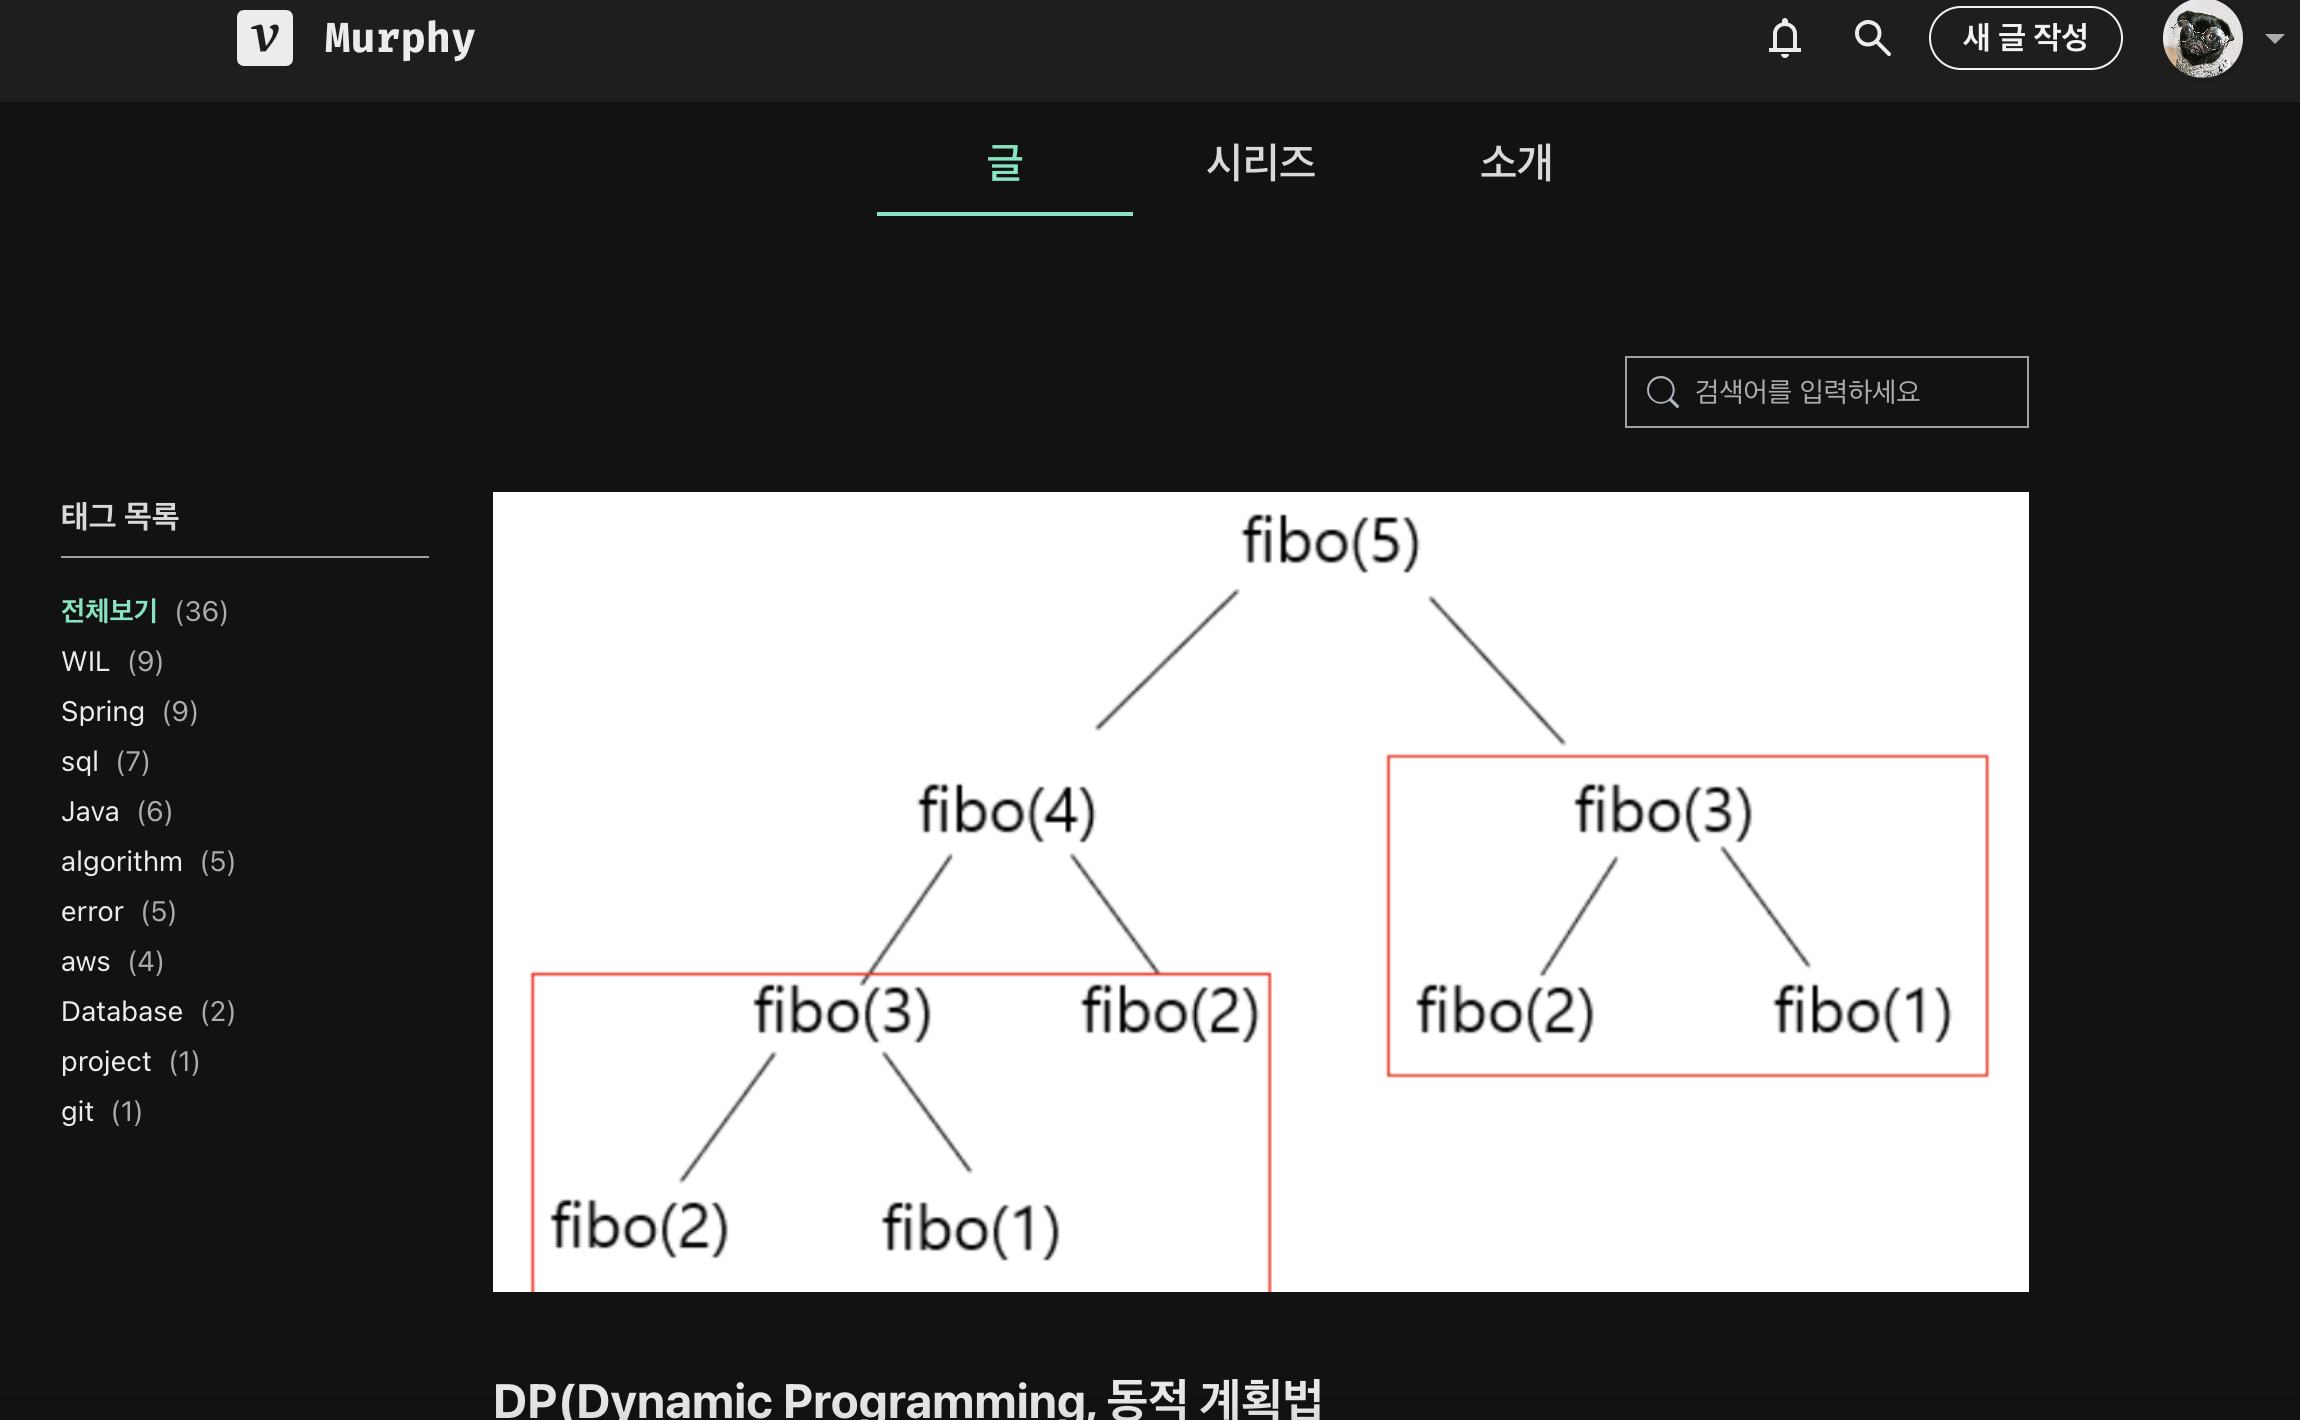 v Murphy
새 글 작성
글 시리즈 소개
검색어를 입력하세요
태그 목록
전체보기 (36)
WIL (9)
Spring (9)
sql (7)
Java (6)
algorithm (5)
error (5)
aws (4)
Database (2)
project (1)
git (1)
fibo(5)
fibo(4) fibo(3)
fibo(3) fibo(2) fibo(2) fibo(1)
fibo(2) fibo(1)
DP(Dynamic Programming, 동적 계획법